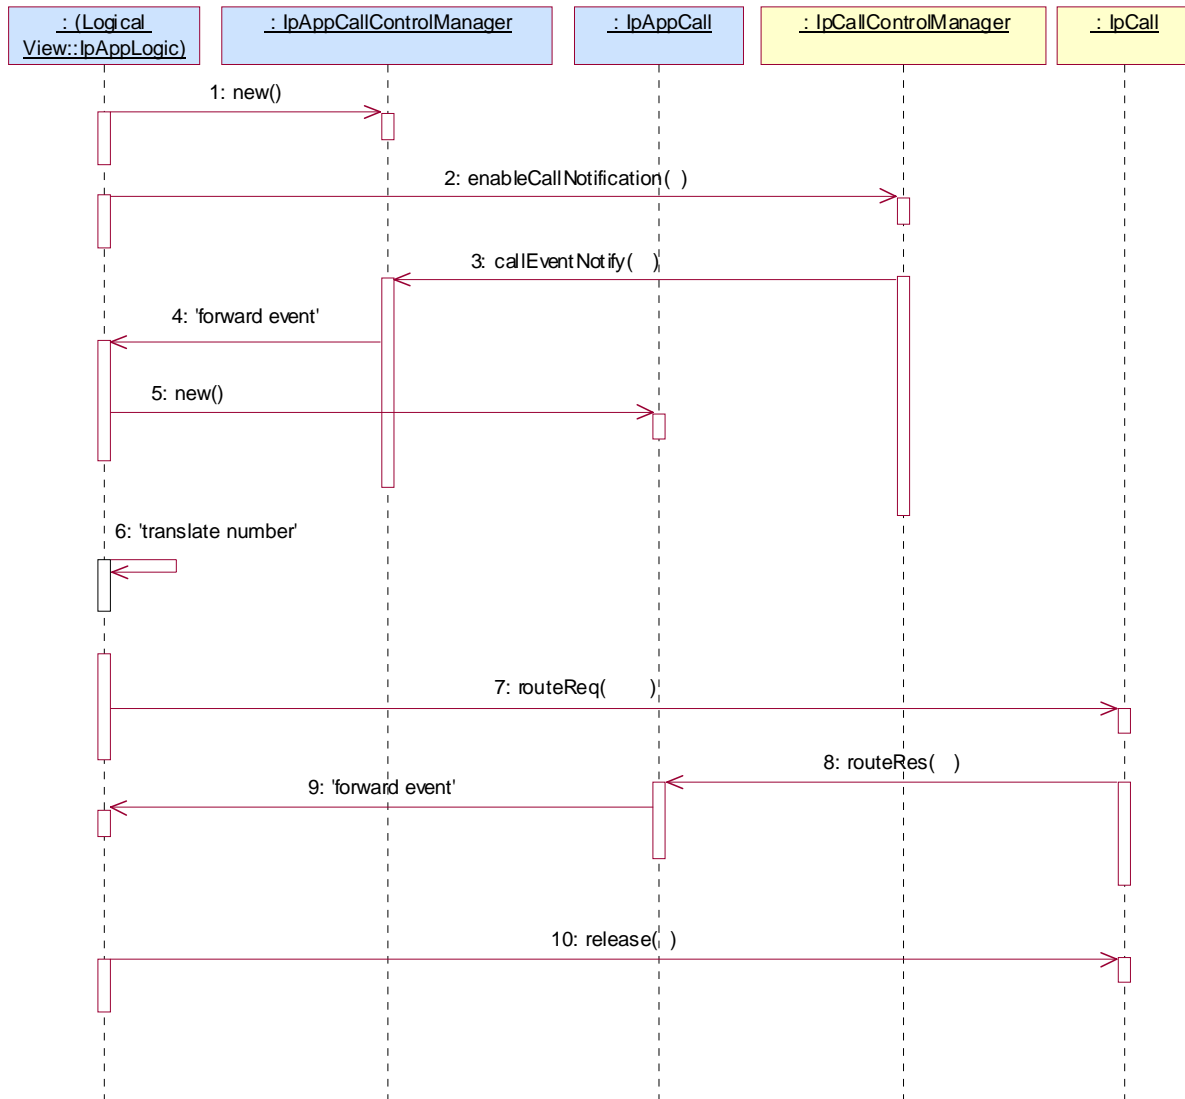 : (Logical
View::IpAppLogic)
: IpAppCallControlManager
: IpAppCall
: IpCallControlManager
: IpCall
1: new()
2: enableCallNotification( )
3: callEventNotify( )
4: 'forward event'
5: new()
6: 'translate number'
7: routeReq( )
8: routeRes( )
9: 'forward event'
10: release( )